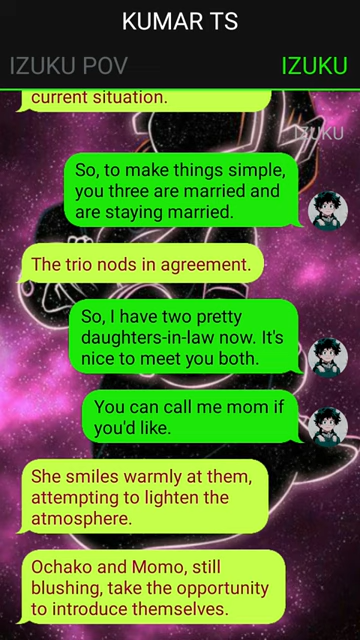 KUMAR TS
IZUKU POV
IZUKU
current situation.
IZUKU
So, to make things simple,
you three are married and
are staying married.
The trio nods in agreement.
So, I have two pretty
daughters-in-law now. It's
nice to meet you both.
You can call me mom if
you'd like.
She smiles warmly at them,
attempting to lighten the
atmosphere.
Ochako and Momo, still
blushing, take the opportunity
to introduce themselves.